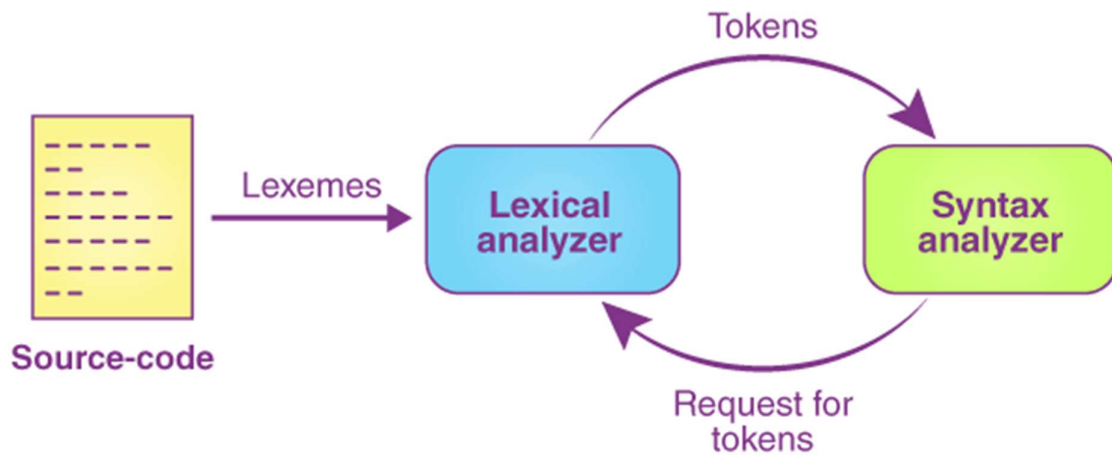 Tokens
Lexemes
Lexical
analyzer
Syntax
analyzer
Source-code
Request for
tokens